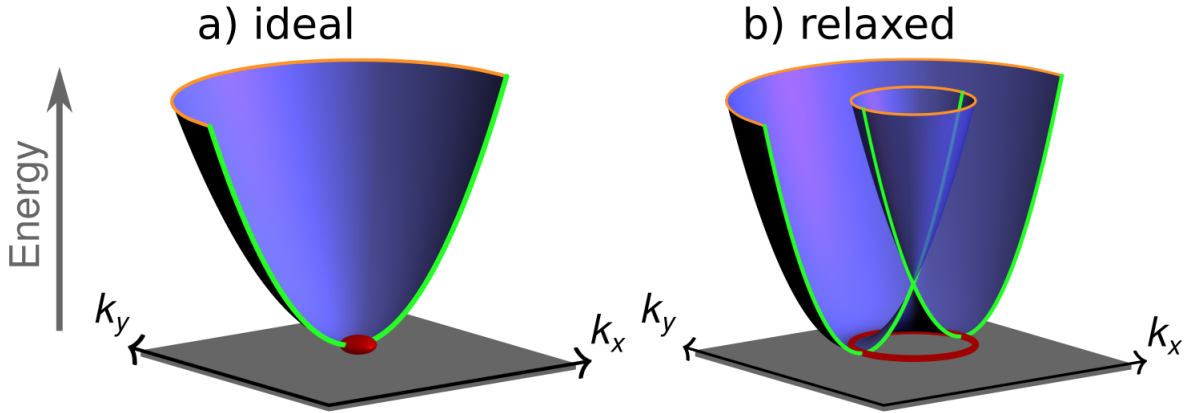 a) ideal
b) relaxed
Energy
k_y
k_x
k_y
k_x